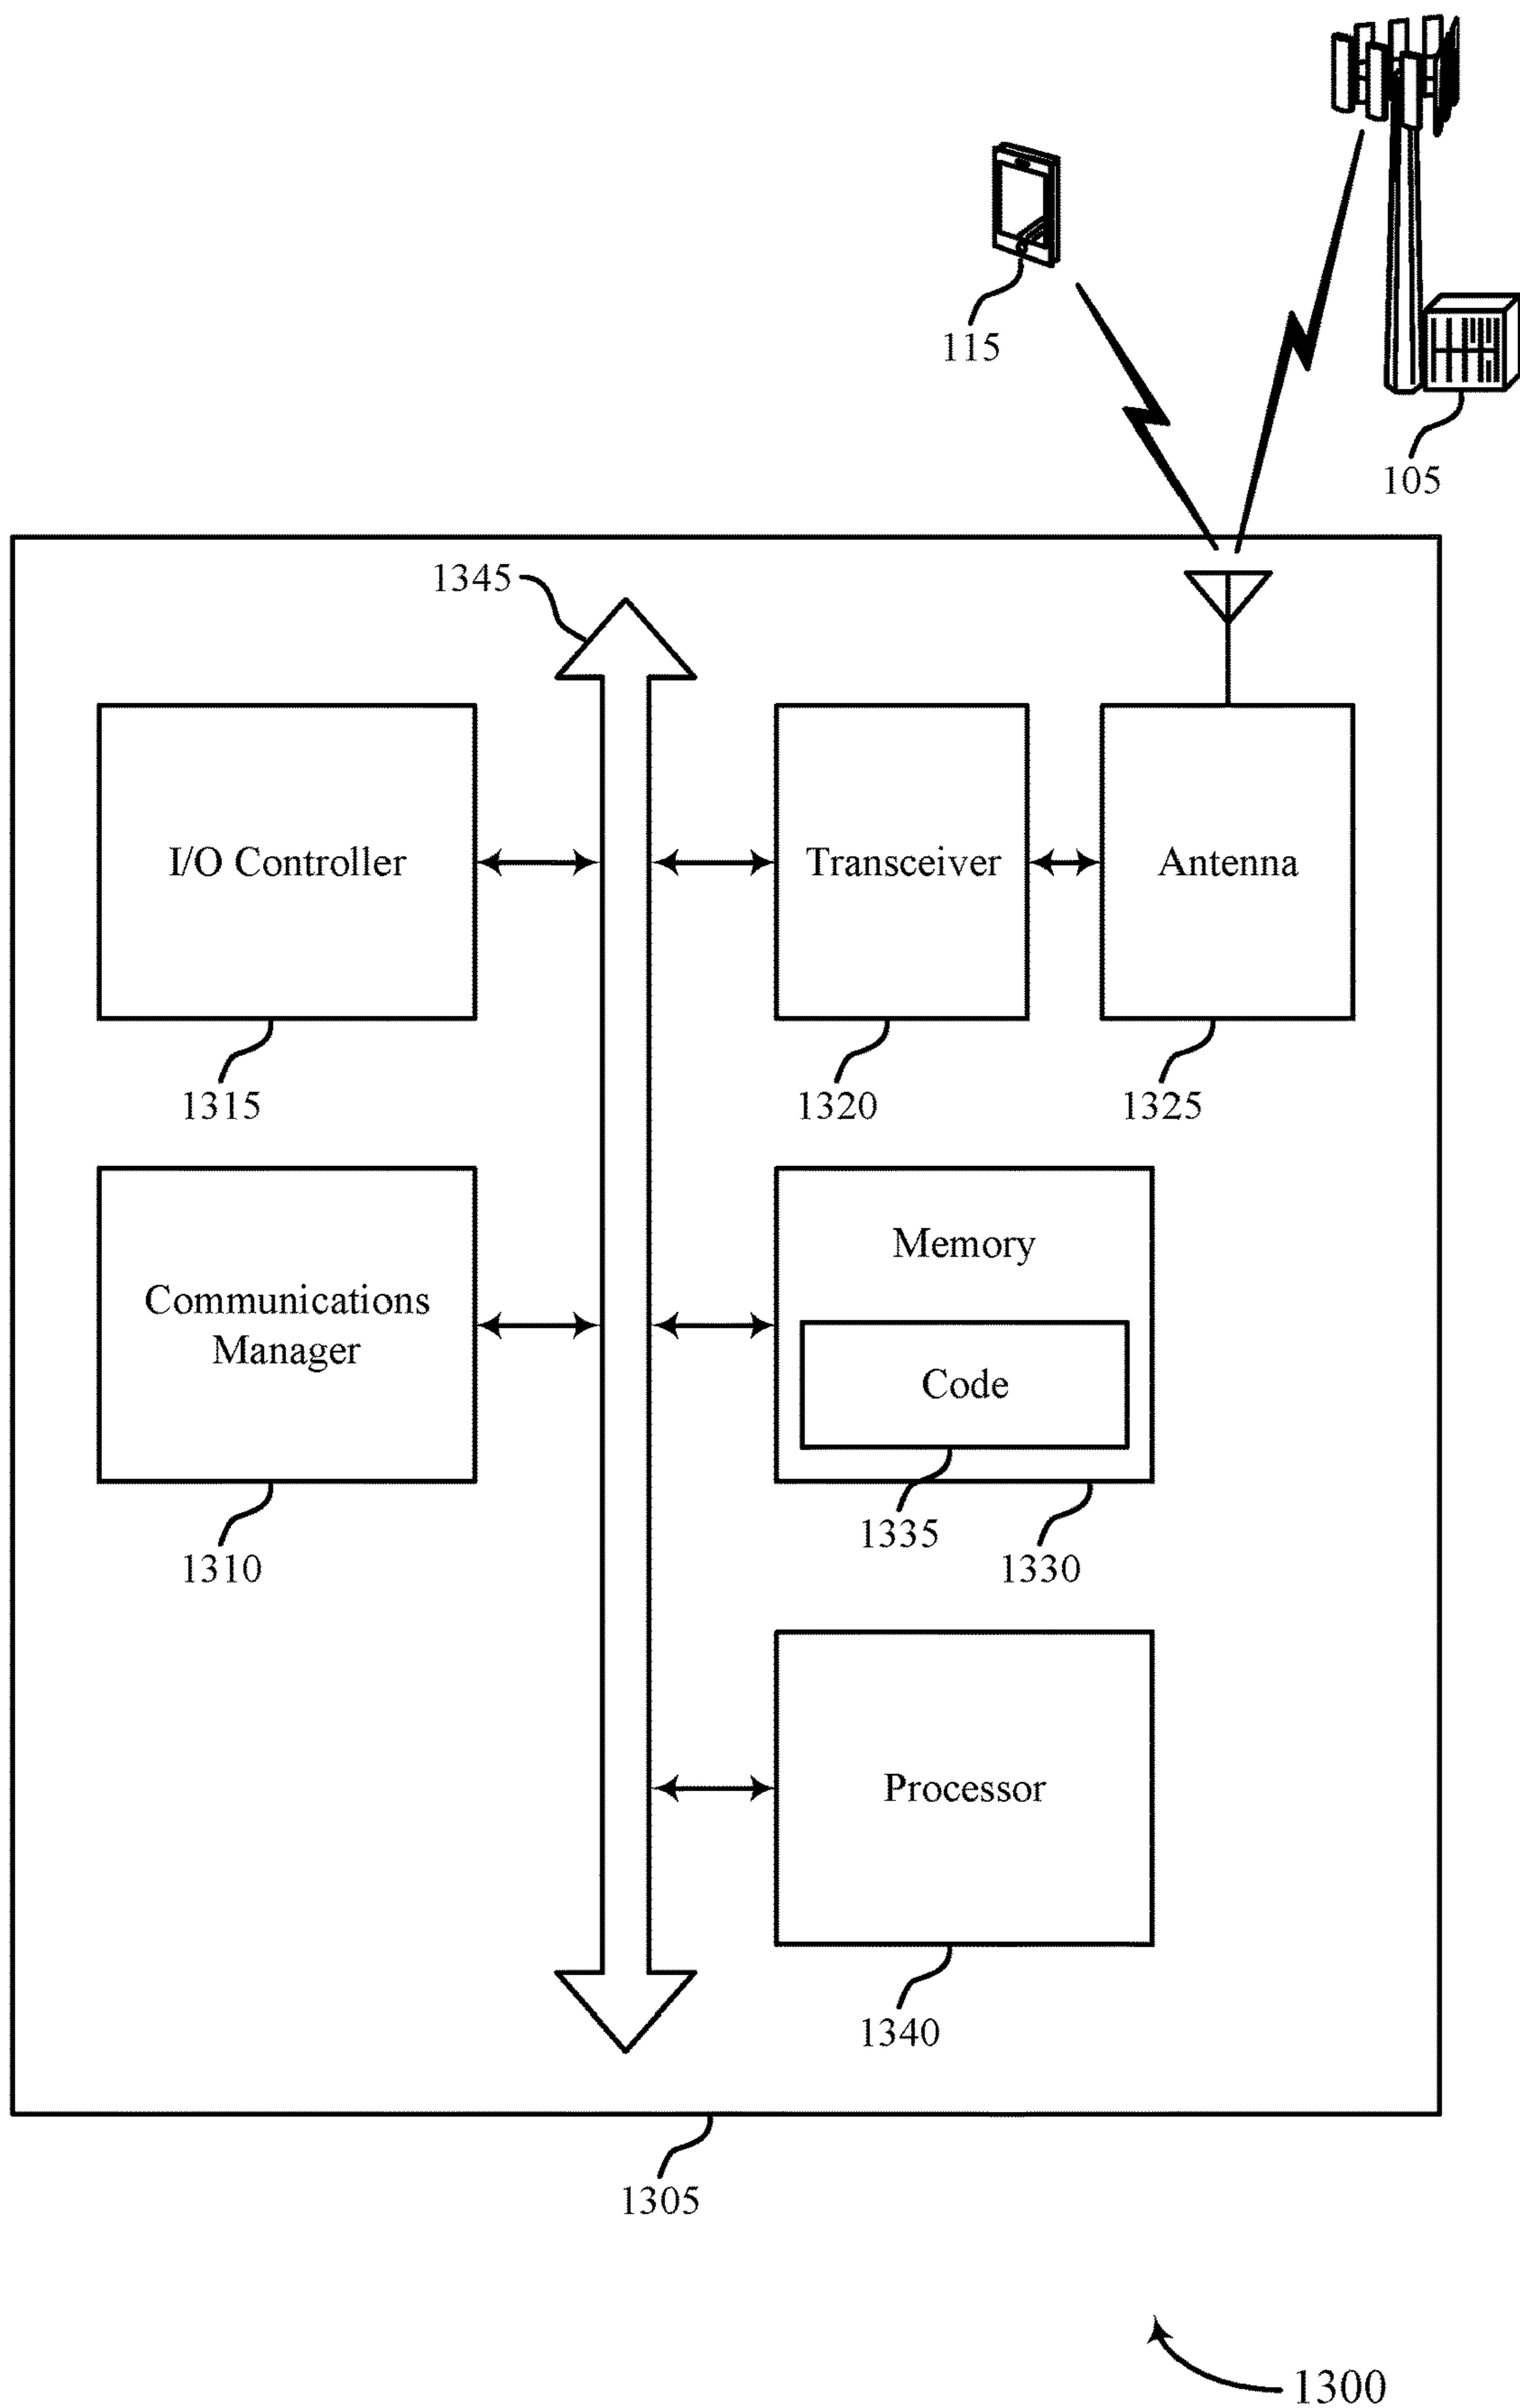 115
105
1345
I/O Controller
Transceiver
Antenna
1315
1320
1325
Communications
Manager
Memory
Code
1310
1335
1330
Processor
1340
1305
1300